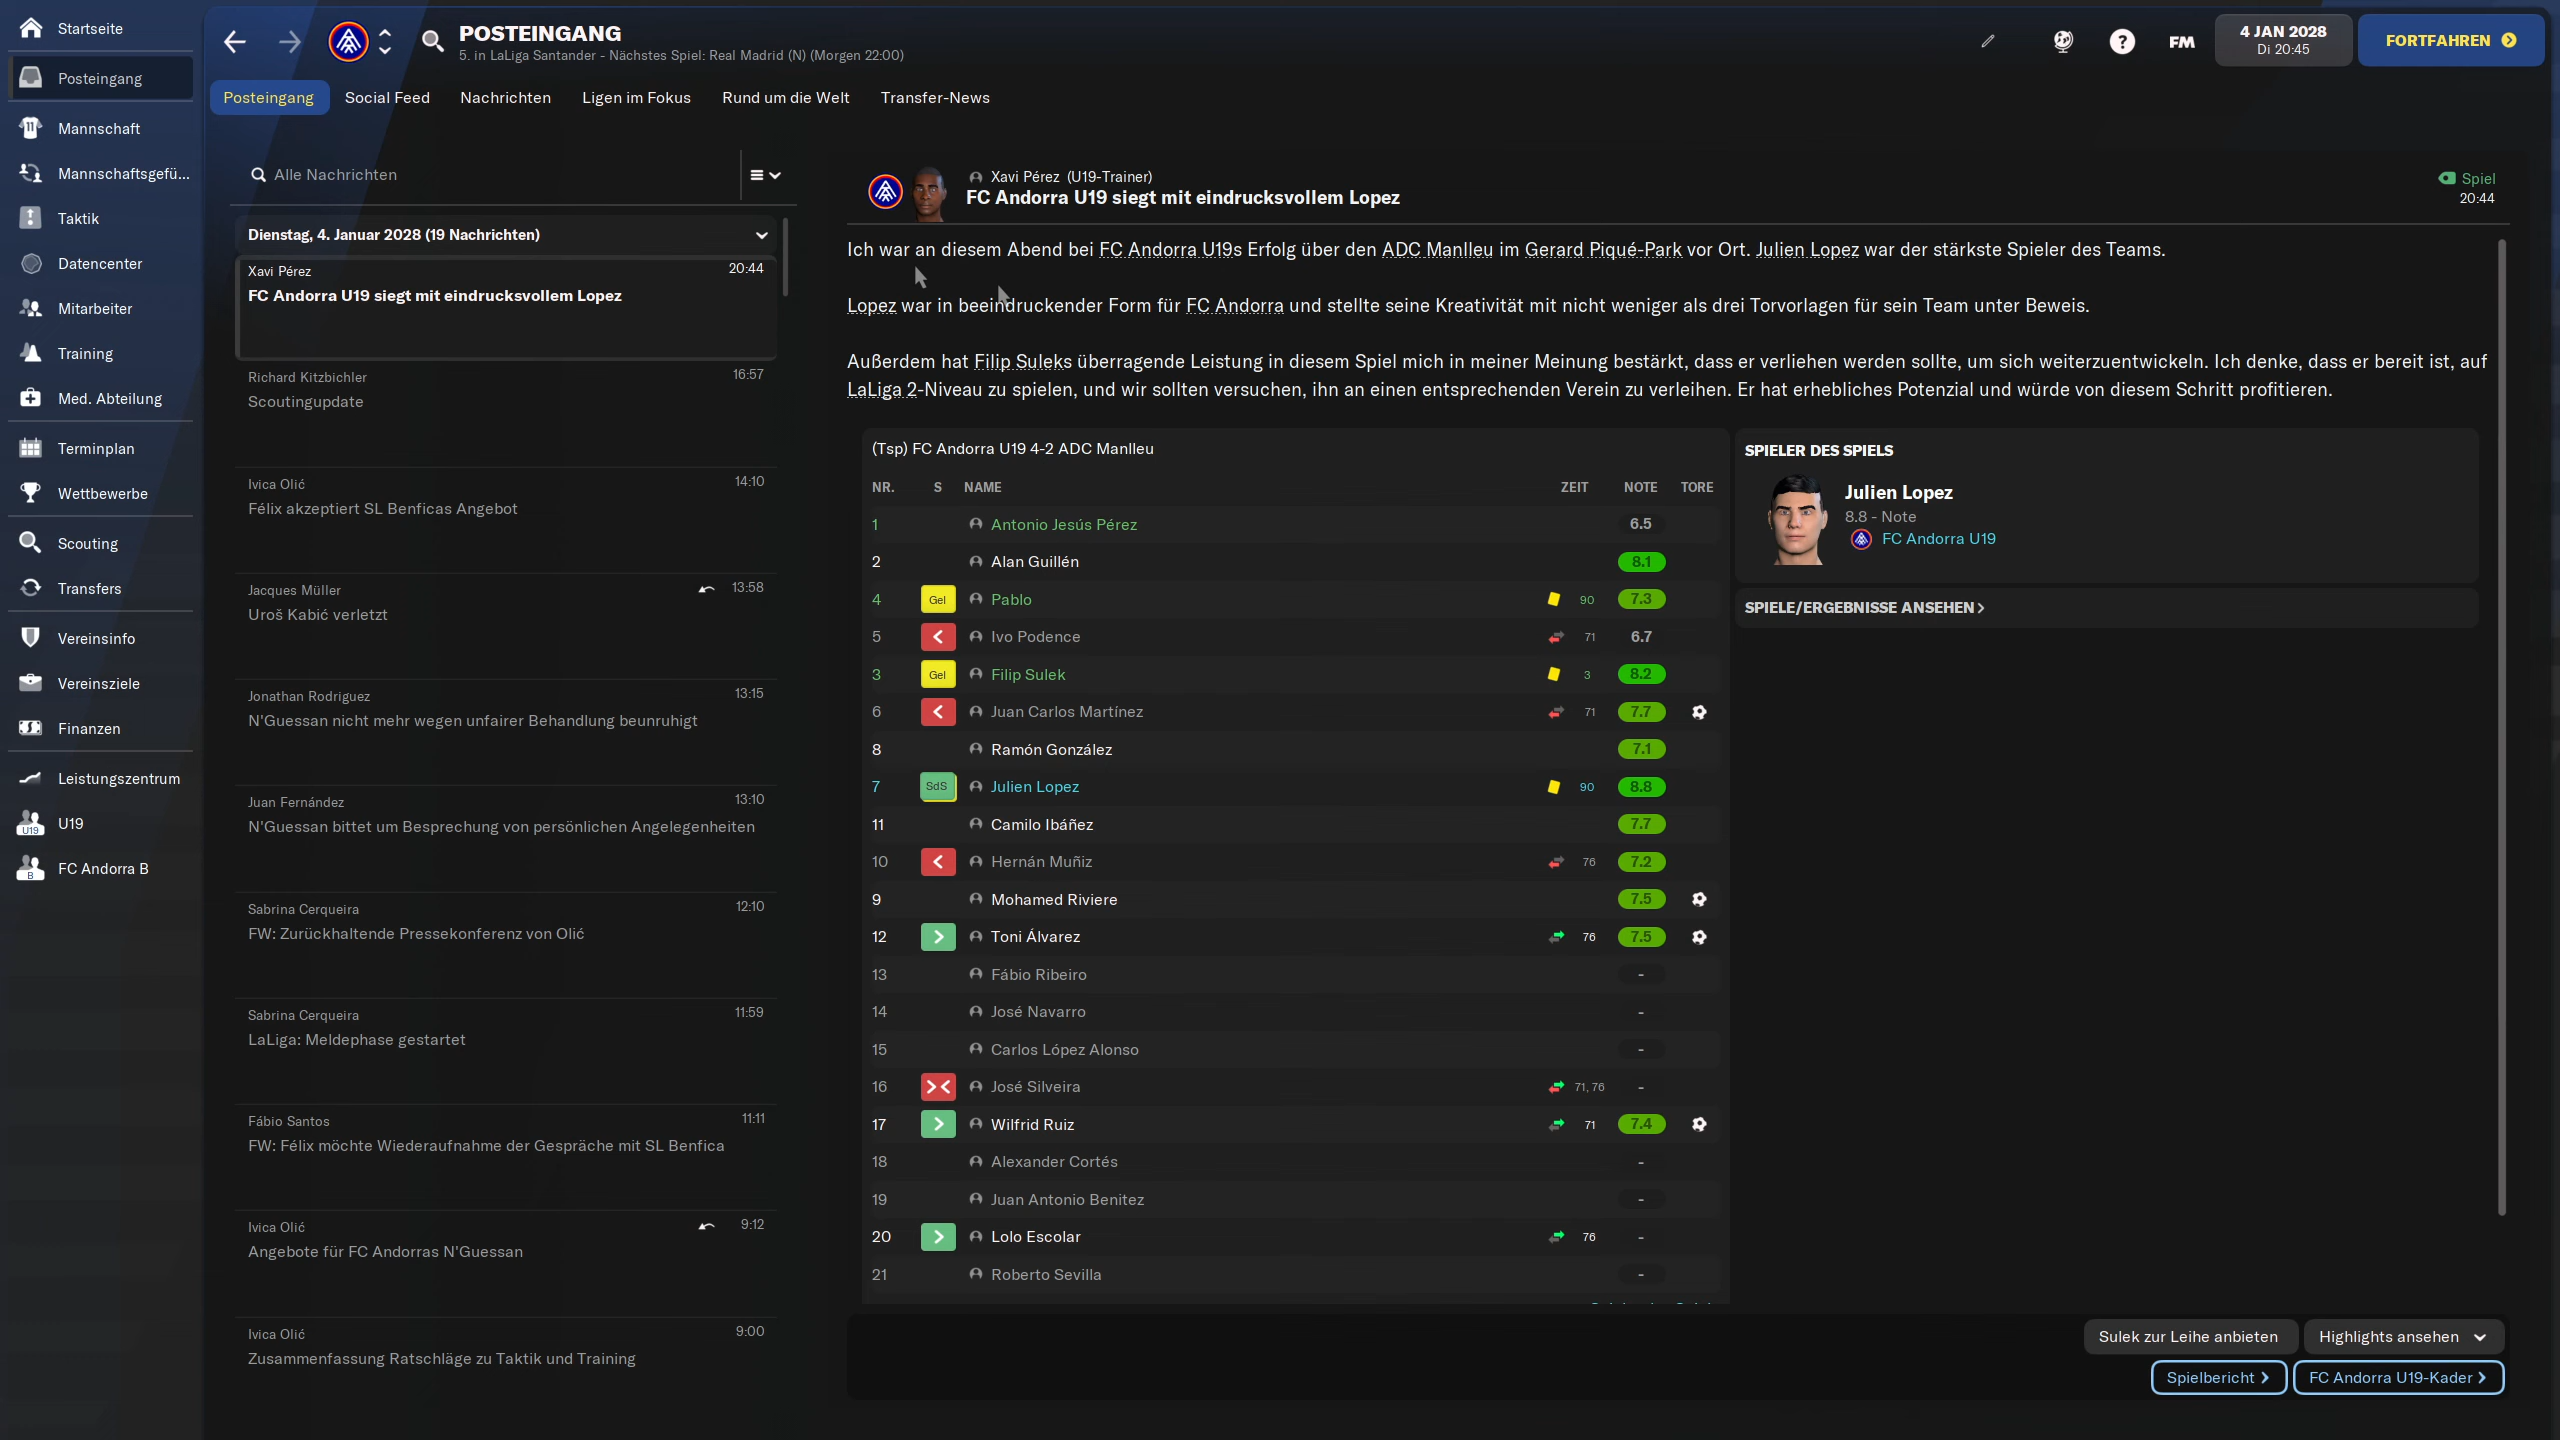 Startseite
Posteingang
Mannschaft
Mannschaftsgefü...
Taktik
Datencenter
Mitarbeiter
Training
Med. Abteilung
Terminplan
Wettbewerbe
Scouting
Transfers
Vereinsinfo
Vereinsziele
Finanzen
Leistungszentrum
U19
U19
B
FC Andorra B
POSTEINGANG
5. in LaLiga Santander - Nächstes Spiel: Real Madrid (N) (Morgen 22:00)
?
FM
4 JAN 2028
Di 20:45
FORTFAHREN
Posteingang Social Feed Nachrichten Ligen im Fokus Rund um die Welt Transfer-News
Alle Nachrichten
Dienstag, 4. Januar 2028 (19 Nachrichten)
Xavi Pérez 20:44
FC Andorra U19 siegt mit eindrucksvollem Lopez
Richard Kitzbichler 16:57
Scoutingupdate
Ivica Olić 14:10
Félix akzeptiert SL Benficas Angebot
Jacques Müller 13:58
Uroš Kabić verletzt
Jonathan Rodriguez 13:15
N'Guessan nicht mehr wegen unfairer Behandlung beunruhigt
Juan Fernández 13:10
N'Guessan bittet um Besprechung von persönlichen Angelegenheiten
Sabrina Cerqueira 12:10
FW: Zurückhaltende Pressekonferenz von Olić
Sabrina Cerqueira 11:59
LaLiga: Meldephase gestartet
Fábio Santos 11:11
FW: Félix möchte Wiederaufnahme der Gespräche mit SL Benfica
Ivica Olić 9:12
Angebote für FC Andorras N'Guessan
Ivica Olić 9:00
Zusammenfassung Ratschläge zu Taktik und Training
Xavi Pérez (U19-Trainer)
FC Andorra U19 siegt mit eindrucksvollem Lopez
Spiel
20:44
Ich war an diesem Abend bei FC Andorra U19s Erfolg über den ADC Manlleu im Gerard Piqué-Park vor Ort. Julien Lopez war der stärkste Spieler des Teams.
Lopez war in beeindruckender Form für FC Andorra und stellte seine Kreativität mit nicht weniger als drei Torvorlagen für sein Team unter Beweis.
Außerdem hat Filip Suleks überragende Leistung in diesem Spiel mich in meiner Meinung bestärkt, dass er verliehen werden sollte, um sich weiterzuentwickeln. Ich denke, dass er bereit ist, auf
LaLiga 2-Niveau zu spielen, und wir sollten versuchen, ihn an einen entsprechenden Verein zu verleihen. Er hat erhebliches Potenzial und würde von diesem Schritt profitieren.
(Tsp) FC Andorra U19 4-2 ADC Manlleu
NR. S NAME ZEIT NOTE TORE
1 Antonio Jesús Pérez 6.5
2 Alan Guillén 8.1
4 Gel Pablo 90 7.3
5 Ivo Podence 71 6.7
3 Gel Filip Sulek 3 8.2
6 Juan Carlos Martínez 71 7.7
8 Ramón González 7.1
7 SdS Julien Lopez 90 8.8
11 Camilo Ibáñez 7.7
10 Hernán Muñiz 76 7.2
9 Mohamed Riviere 7.5
12 Toni Álvarez 76 7.5
13 Fábio Ribeiro -
14 José Navarro -
15 Carlos López Alonso -
16 José Silveira 71, 76 -
17 Wilfrid Ruiz 71 7.4
18 Alexander Cortés -
19 Juan Antonio Benitez -
20 Lolo Escolar 76 -
21 Roberto Sevilla -
SPIELER DES SPIELS
Julien Lopez
8.8 - Note
FC Andorra U19
SPIELE/ERGEBNISSE ANSEHEN
Sulek zur Leihe anbieten
Highlights ansehen
Spielbericht
FC Andorra U19-Kader